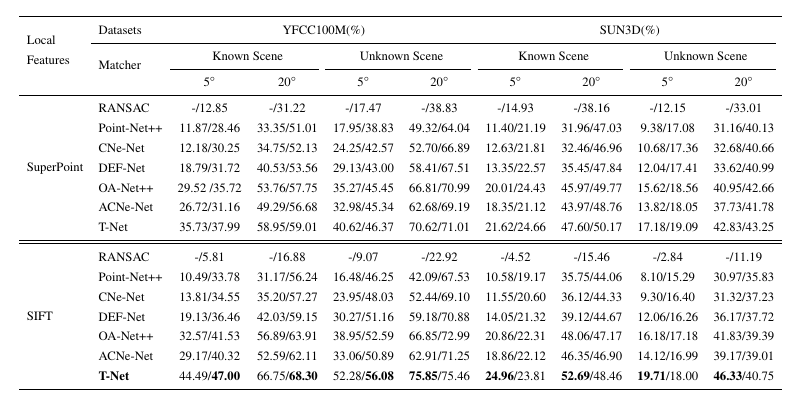 Local Features Datasets YFCC100M(%) SUN3D(%)
Matcher Known Scene Unknown Scene Known Scene Unknown Scene
5° 20° 5° 20° 5° 20° 5° 20°
RANSAC -/12.85 -/31.22 -/17.47 -/38.83 -/14.93 -/38.16 -/12.15 -/33.01
Point-Net++ 11.87/28.46 33.35/51.01 17.95/38.83 49.32/64.04 11.40/21.19 31.96/47.03 9.38/17.08 31.16/40.13
CNe-Net 12.18/30.25 34.75/52.13 24.25/42.57 52.70/66.89 12.63/21.81 32.46/46.96 10.68/17.36 32.68/40.66
SuperPoint DEF-Net 18.79/31.72 40.53/53.56 29.13/43.00 58.41/67.51 13.35/22.57 35.45/47.84 12.04/17.41 33.62/40.99
OA-Net++ 29.52 /35.72 53.76/57.75 35.27/45.45 66.81/70.99 20.01/24.43 45.97/49.77 15.62/18.56 40.95/42.66
ACNe-Net 26.72/31.16 49.29/56.68 32.98/45.34 62.68/69.19 18.35/21.12 43.97/48.76 13.82/18.05 37.73/41.78
T-Net 35.73/37.99 58.95/59.01 40.62/46.37 70.62/71.01 21.62/24.66 47.60/50.17 17.18/19.09 42.83/43.25
RANSAC -/5.81 -/16.88 -/9.07 -/22.92 -/4.52 -/15.46 -/2.84 -/11.19
Point-Net++ 10.49/33.78 31.17/56.24 16.48/46.25 42.09/67.53 10.58/19.17 35.75/44.06 8.10/15.29 30.97/35.83
CNe-Net 13.81/34.55 35.20/57.27 23.95/48.03 52.44/69.10 11.55/20.60 36.12/44.33 9.30/16.40 31.32/37.23
SIFT DEF-Net 19.13/36.46 42.03/59.15 30.27/51.16 59.18/70.88 14.05/21.32 39.12/44.67 12.06/16.26 36.17/37.72
OA-Net++ 32.57/41.53 56.89/63.91 38.95/52.59 66.85/72.99 20.86/22.31 48.06/47.17 16.18/17.18 41.83/39.39
ACNe-Net 29.17/40.32 52.59/62.11 33.06/50.89 62.91/71.25 18.86/22.12 46.35/46.90 14.12/16.99 39.17/39.01
T-Net 44.49/47.00 66.75/68.30 52.28/56.08 75.85/75.46 24.96/23.81 52.69/48.46 19.71/18.00 46.33/40.75